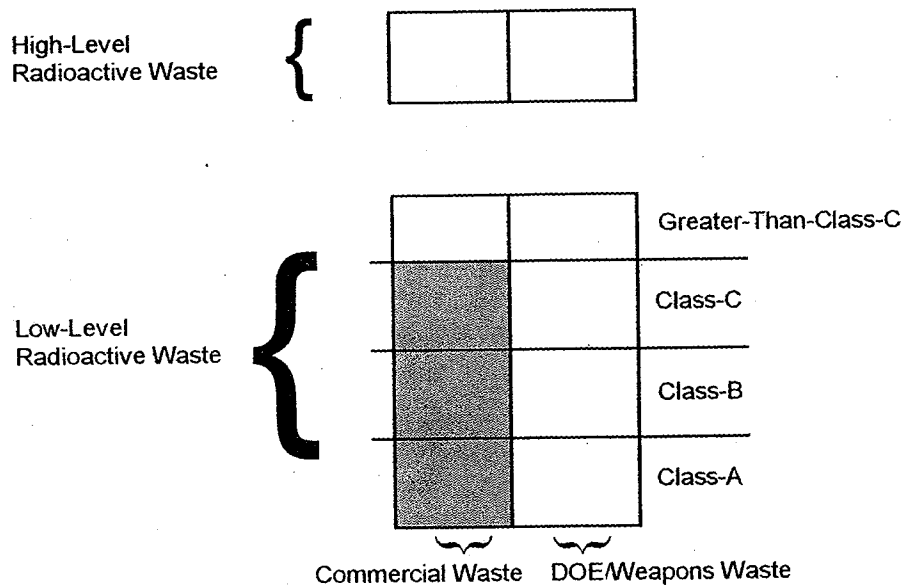 High-Level
Radioactive Waste
Greater-Than-Class-C
Class-C
Low-Level
Radioactive Waste
Class-B
Class-A
Commercial Waste DOE/Weapons Waste